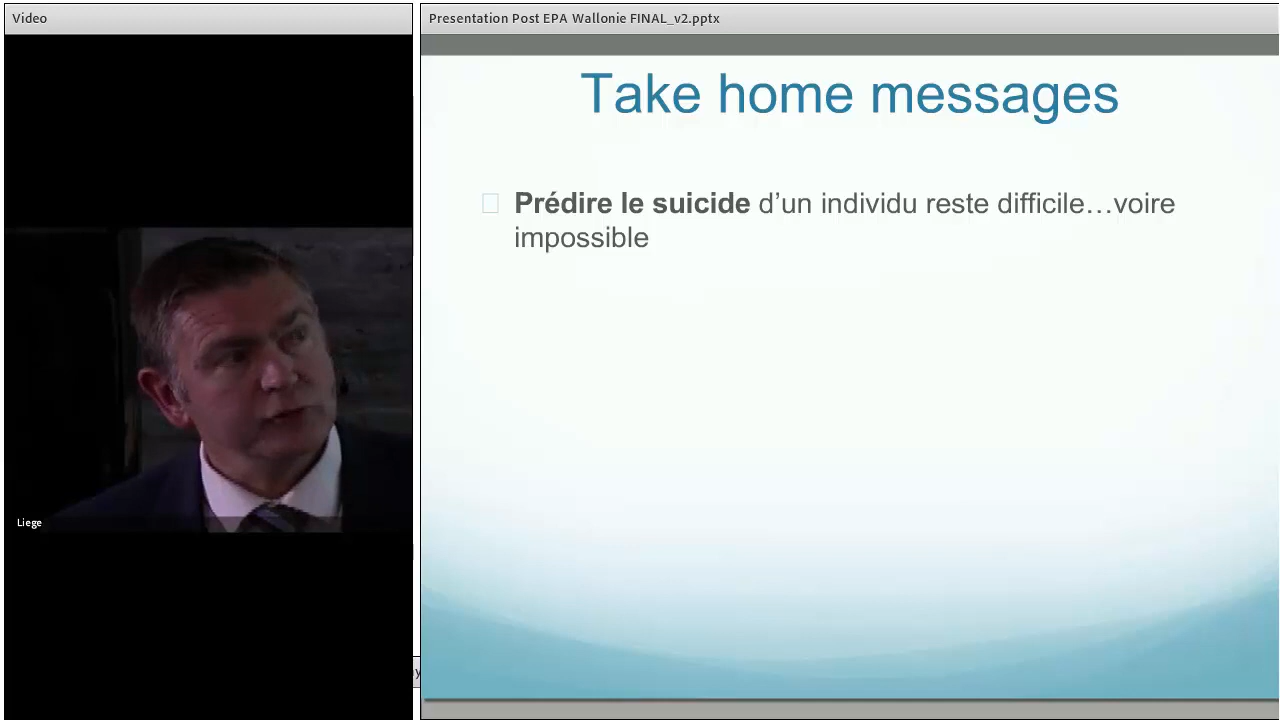 Video
Presentation Post EPA Wallonie FINAL_v2.pptx
Take home messages
Prédire le suicide d’un individu reste difficile…voire
impossible
Liege